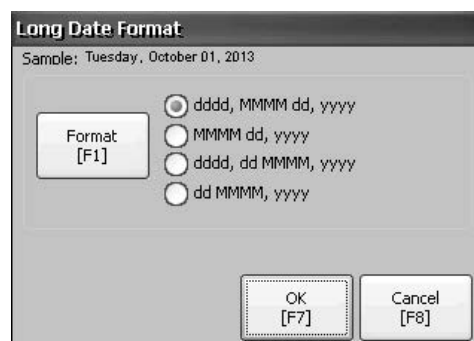 Long Date Format
Sample: Tuesday, October 01, 2013
Format
[F1]
dddd, MMMM dd, yyyy
MMMM dd, yyyy
dddd, dd MMMM, yyyy
dd MMMM, yyyy
OK
[F7]
Cancel
[F8]